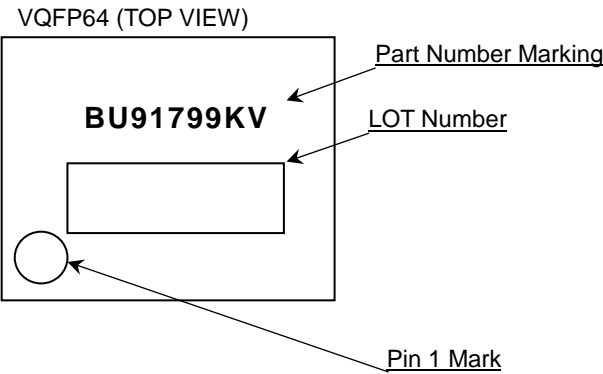 VQFP64 (TOP VIEW)
Part Number Marking
BU91799KV
LOT Number
Pin 1 Mark